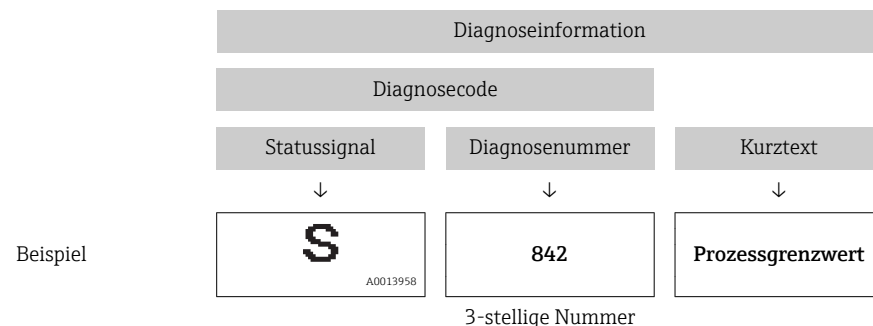 Diagnoseinformation
Diagnosecode
Statussignal Diagnosenummer Kurztext
↓ ↓ ↓
Beispiel S 842 Prozessgrenzwert
A0013958
3-stellige Nummer